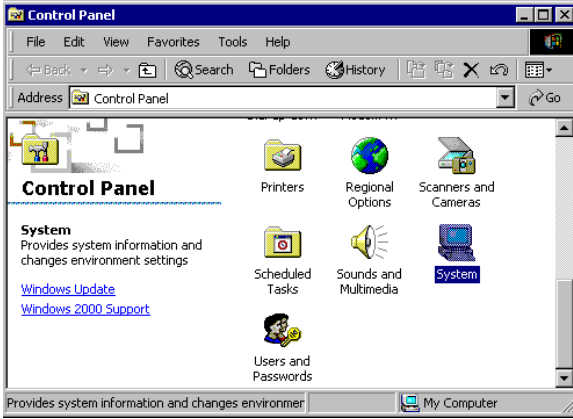 Control Panel
File Edit View Favorites Tools Help
Back Search Folders History
Address Control Panel Go
Control Panel
System
Provides system information and
changes environment settings
Windows Update
Windows 2000 Support
Printers
Regional
Options
Scanners and
Cameras
Scheduled
Tasks
Sounds and
Multimedia
System
Users and
Passwords
Provides system information and changes environmer
My Computer